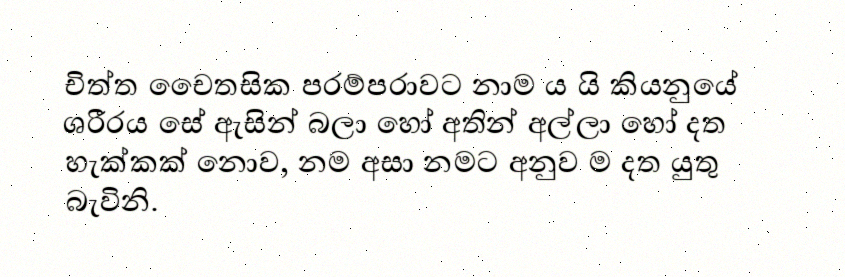 චිත්ත චෛතසික පරම්පරාවට නාම ය යි කියනුයේ
ශරීරය සේ ඇසින් බලා හෝ අතින් අල්ලා හෝ දත
හැක්කක් නොව, නම අසා නමට අනුව ම දත යුතු
බැවිනි.